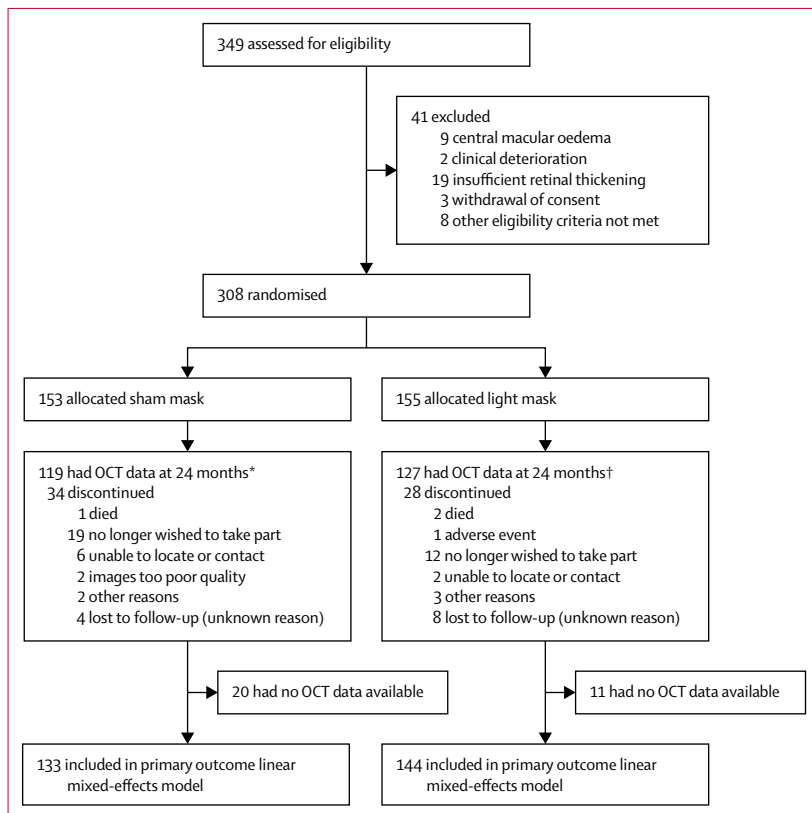 349 assessed for eligibility
41 excluded
9 central macular oedema
2 clinical deterioration
19 insufficient retinal thickening
3 withdrawal of consent
8 other eligibility criteria not met
308 randomised
153 allocated sham mask
155 allocated light mask
119 had OCT data at 24 months*
34 discontinued
1 died
19 no longer wished to take part
6 unable to locate or contact
2 images too poor quality
2 other reasons
4 lost to follow-up (unknown reason)
127 had OCT data at 24 months†
28 discontinued
2 died
1 adverse event
12 no longer wished to take part
2 unable to locate or contact
3 other reasons
8 lost to follow-up (unknown reason)
20 had no OCT data available
11 had no OCT data available
133 included in primary outcome linear
mixed-effects model
144 included in primary outcome linear
mixed-effects model